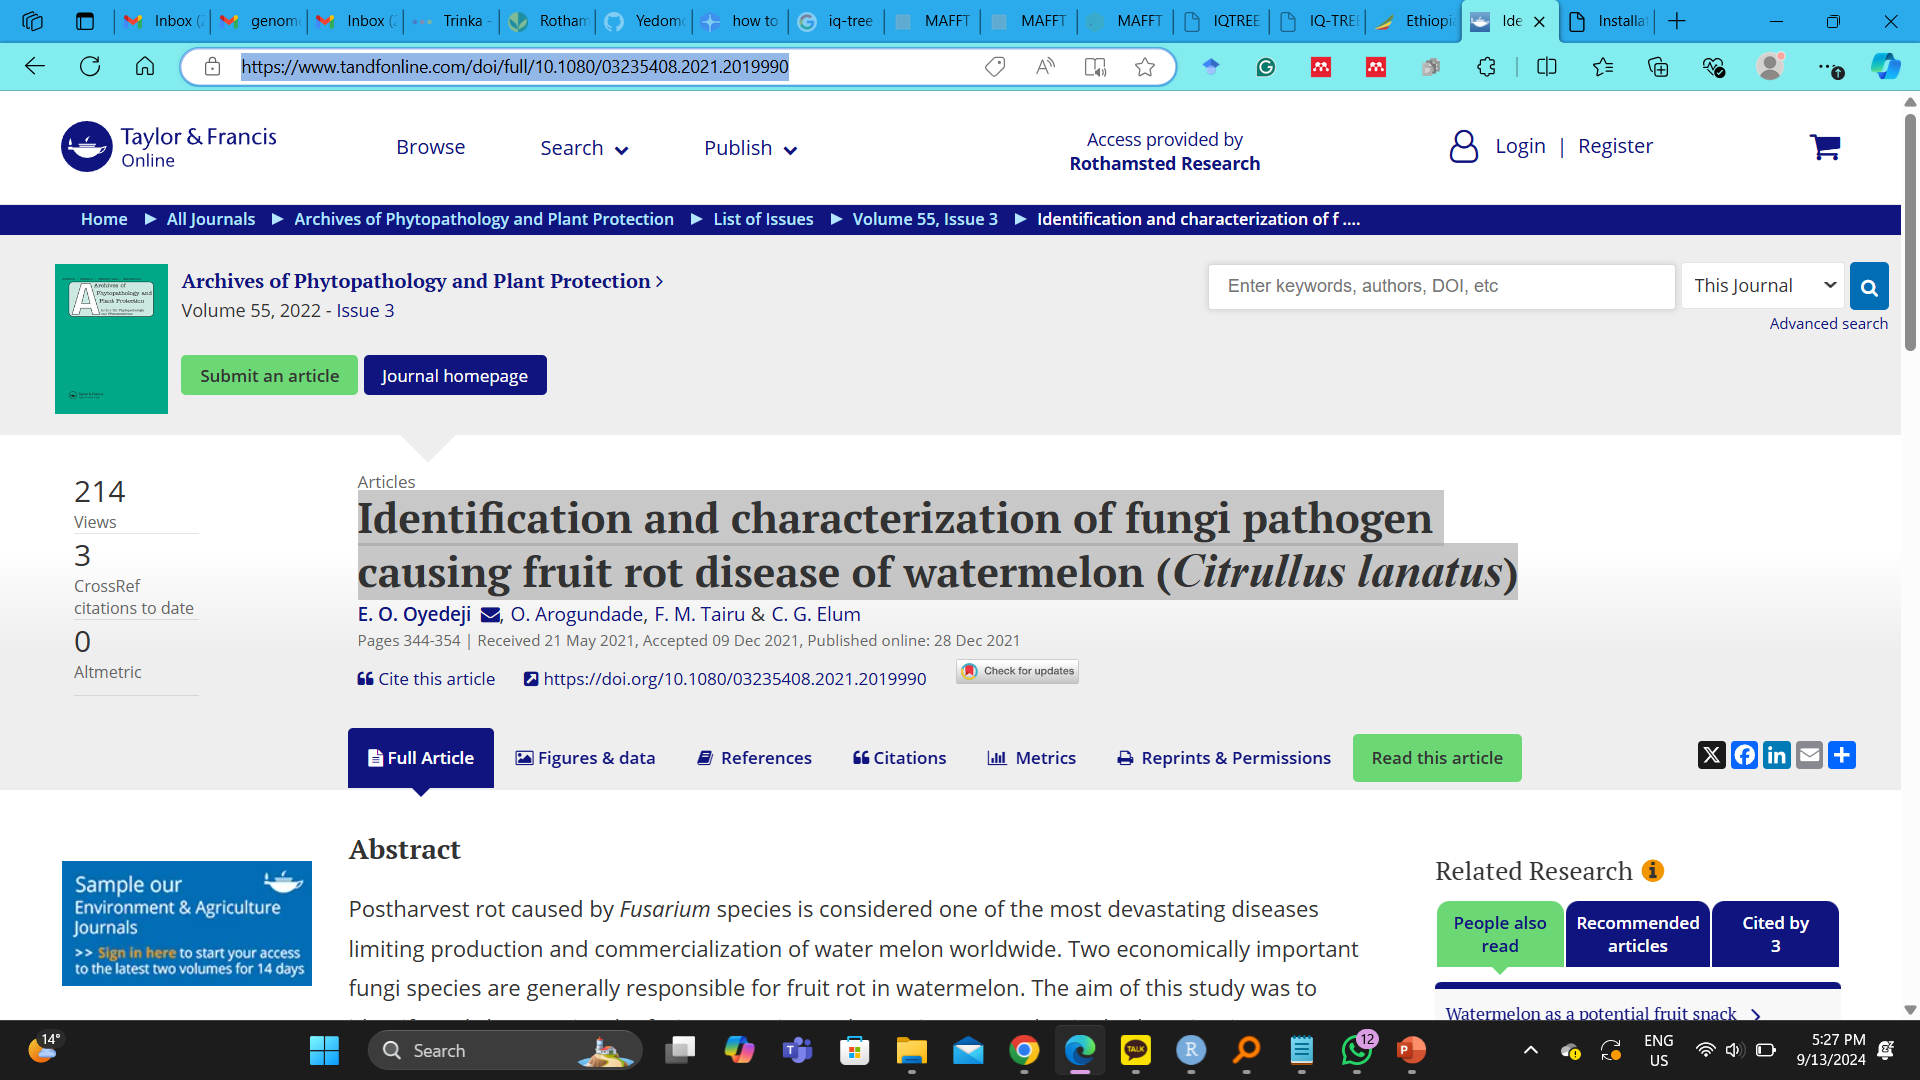 Inbox (
genom
Inbox (
Trinka -
Rotham
Yedom
how to
iq-tree
MAFFT
MAFFT
MAFFT
IQTREE
IQ-TREE
Ethiopi
Ide
Installa
https://www.tandfonline.com/doi/full/10.1080/03235408.2021.2019990
Taylor & Francis
Online
Browse
Search
Publish
Access provided by
Rothamsted Research
Login | Register
Home ▶ All Journals ▶ Archives of Phytopathology and Plant Protection ▶ List of Issues ▶ Volume 55, Issue 3 ▶ Identification and characterization of f ....
Archives of Phytopathology and Plant Protection
Volume 55, 2022 - Issue 3
Submit an article
Journal homepage
Enter keywords, authors, DOI, etc
This Journal
Advanced search
Archives of
Phytopathology and
Plant Protection
214
Views
3
CrossRef
citations to date
0
Altmetric
Articles
Identification and characterization of fungi pathogen
causing fruit rot disease of watermelon (Citrullus lanatus)
E. O. Oyedeji , O. Arogundade, F. M. Tairu & C. G. Elum
Pages 344-354 | Received 21 May 2021, Accepted 09 Dec 2021, Published online: 28 Dec 2021
Cite this article
https://doi.org/10.1080/03235408.2021.2019990
Check for updates
Full Article
Figures & data
References
Citations
Metrics
Reprints & Permissions
Read this article
Abstract
Postharvest rot caused by Fusarium species is considered one of the most devastating diseases
limiting production and commercialization of water melon worldwide. Two economically important
fungi species are generally responsible for fruit rot in watermelon. The aim of this study was to
Sample our
Environment & Agriculture
Journals
>> Sign in here to start your access
to the latest two volumes for 14 days
Related Research
People also
read
Recommended
articles
Cited by
3
Watermelon as a potential fruit snack
14°
Search
TALK
12
ENG
US
5:27 PM
9/13/2024